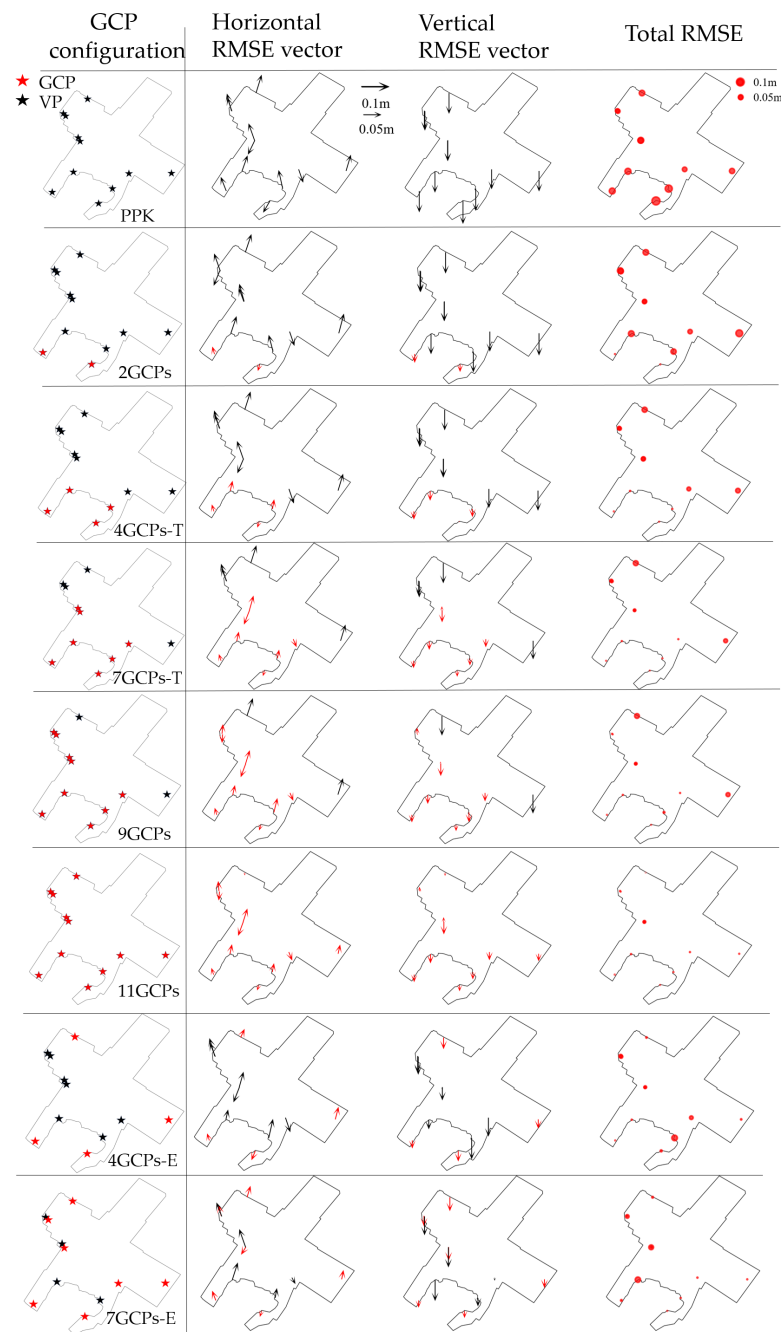 GCP
configuration
Horizontal
RMSE vector
Vertical
RMSE vector
Total RMSE
GCP
VP
0.1m
0.05m
0.1m
0.05m
PPK
2GCPs
4GCPs-T
7GCPs-T
9GCPs
11GCPs
4GCPs-E
7GCPs-E